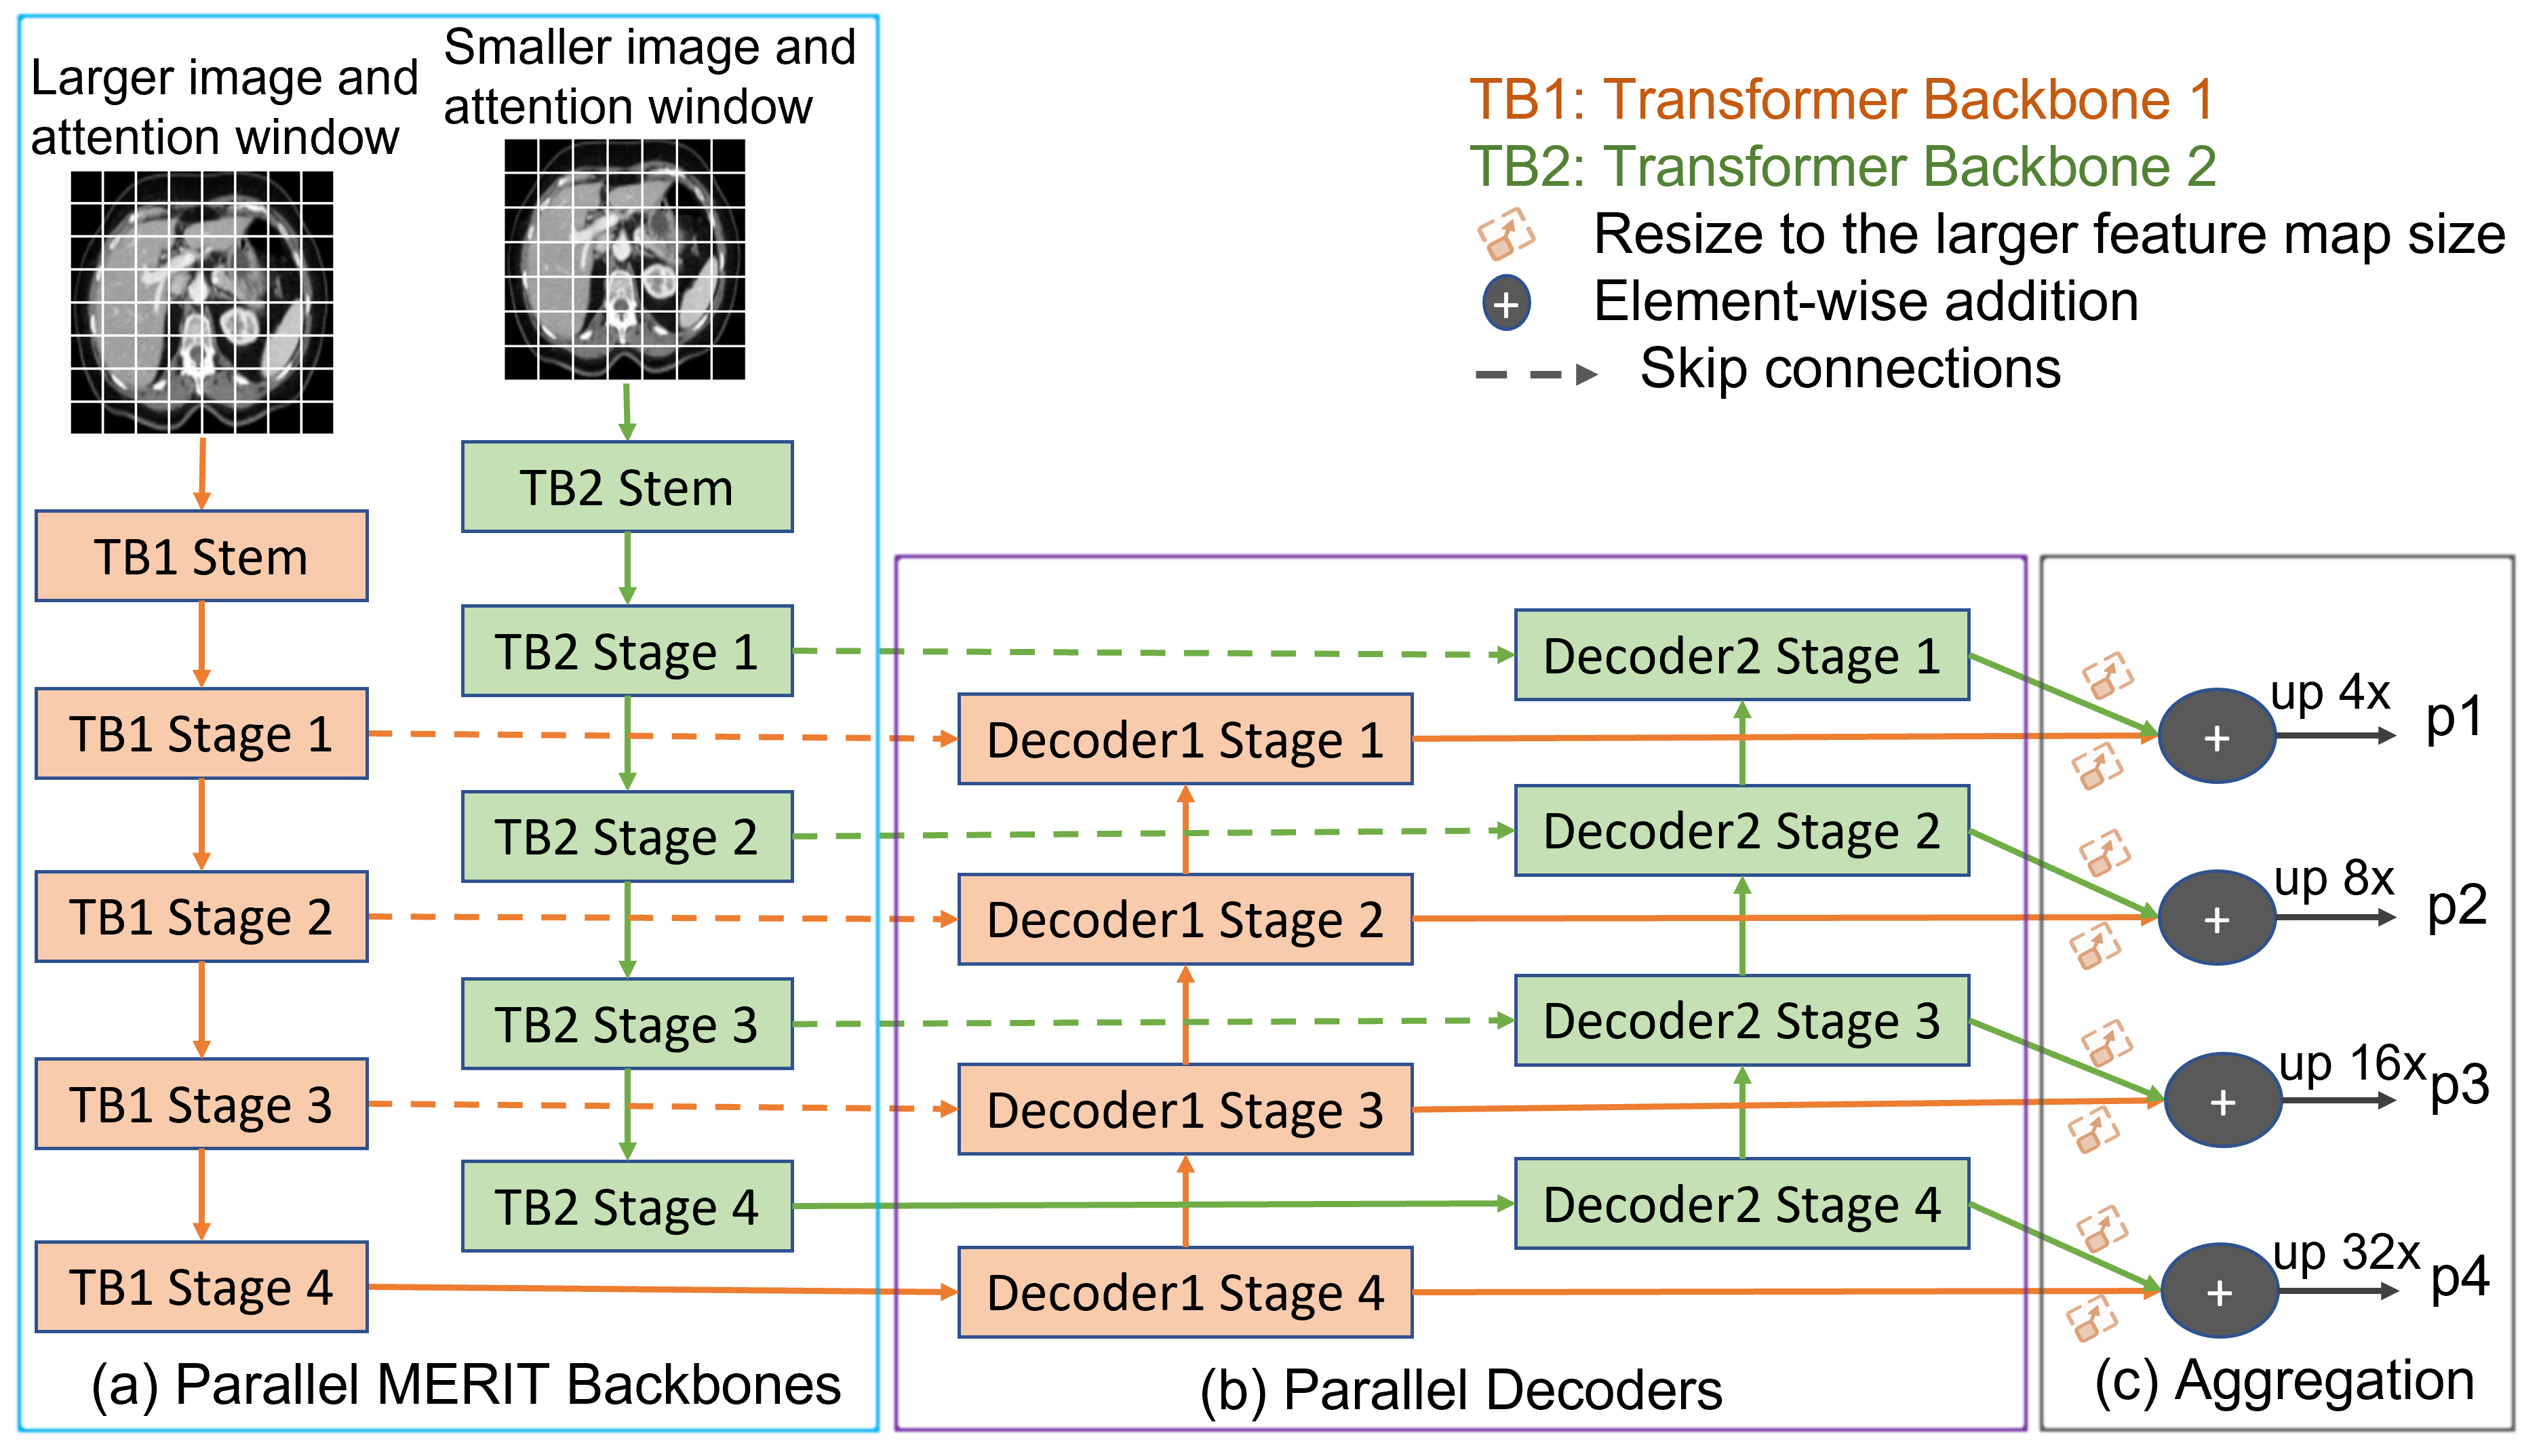 Larger image and
attention window
Smaller image and
attention window
TB1: Transformer Backbone 1
TB2: Transformer Backbone 2
Resize to the larger feature map size
+ Element-wise addition
Skip connections
TB1 Stem
TB1 Stage 1
TB1 Stage 2
TB1 Stage 3
TB1 Stage 4
TB2 Stem
TB2 Stage 1
TB2 Stage 2
TB2 Stage 3
TB2 Stage 4
(a) Parallel MERIT Backbones
Decoder1 Stage 1
Decoder1 Stage 2
Decoder1 Stage 3
Decoder1 Stage 4
Decoder2 Stage 1
Decoder2 Stage 2
Decoder2 Stage 3
Decoder2 Stage 4
(b) Parallel Decoders
+ up 4x p1
+ up 8x p2
+ up 16x p3
+ up 32x p4
(c) Aggregation